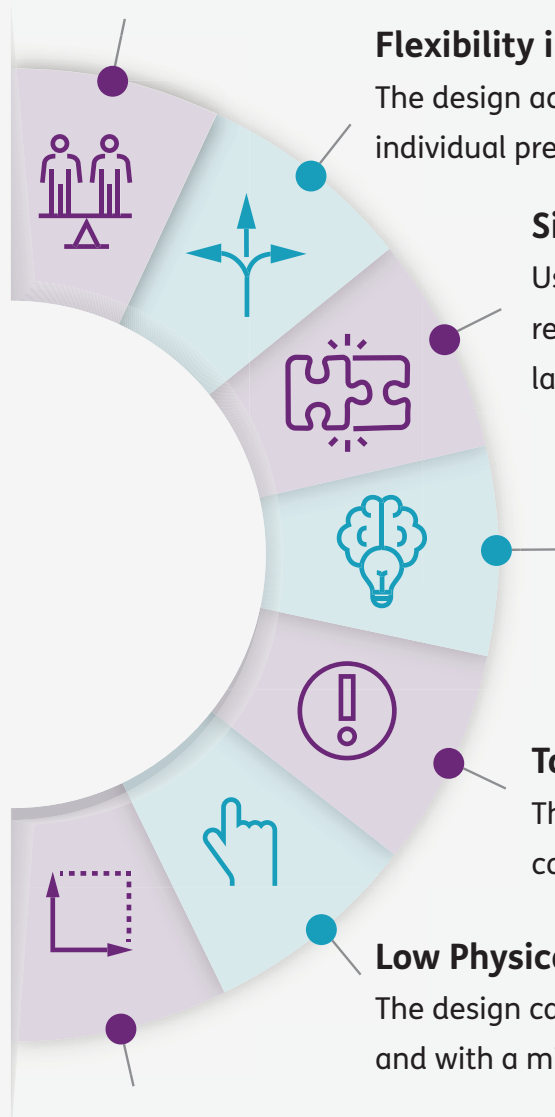 Flexibility i
The design ac
individual pre
Si
Us
re
la
To
Th
co
Low Physica
The design ca
and with a m